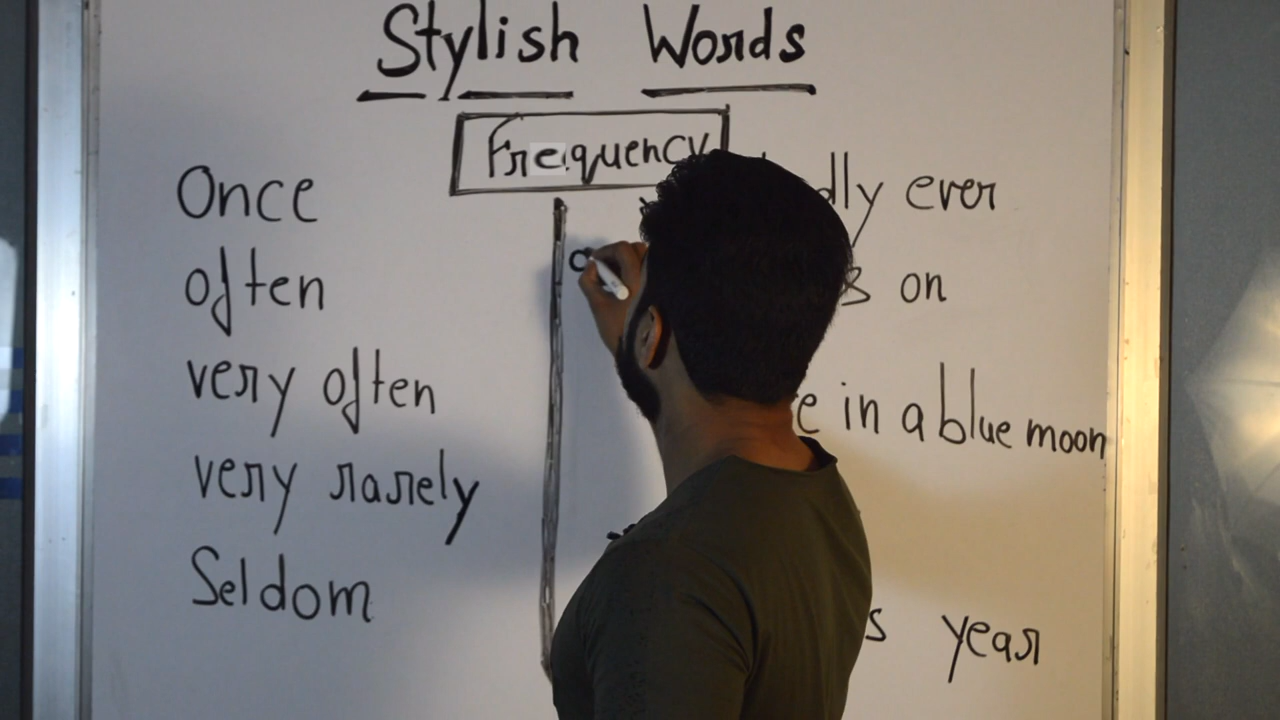 Stylish Words
Frequency
Once
often
very often
very rarely
Seldom
ever
on
in a blue moon
year